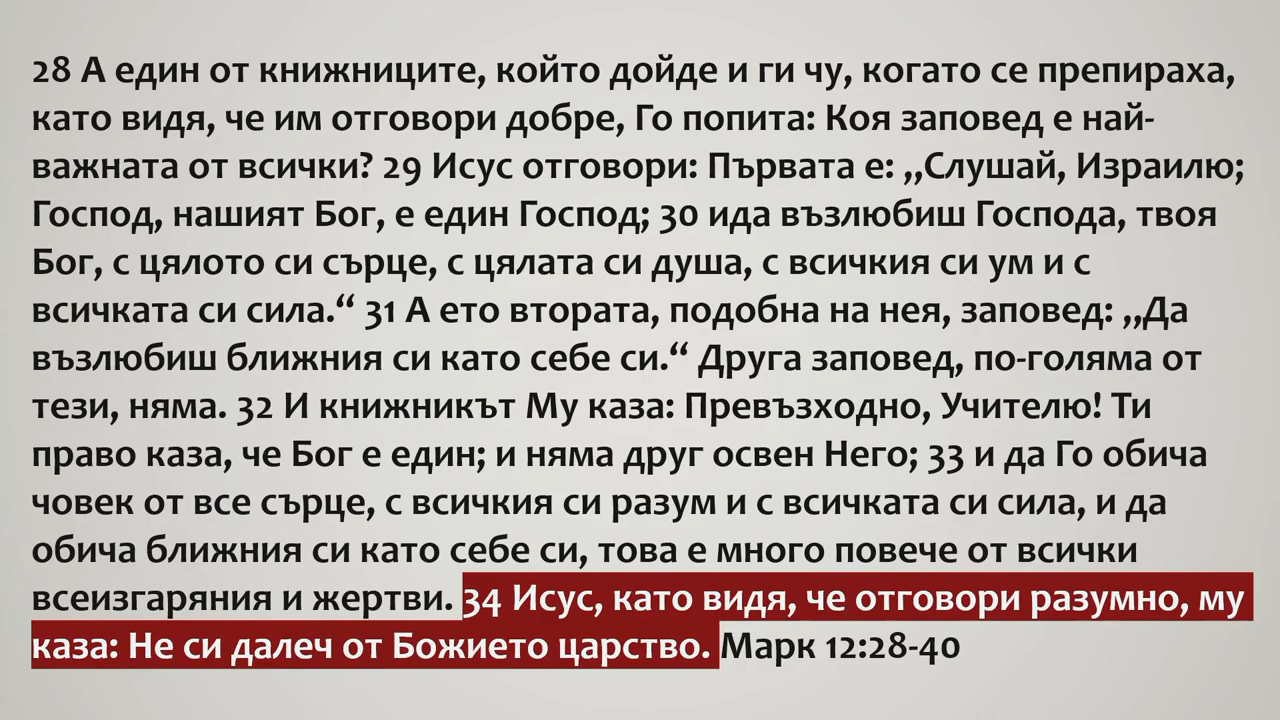 28 А един от книжниците, който дойде и ги чу, когато се препираха,
като видя, че им отговори добре, Го попита: Коя заповед е най-
важната от всички? 29 Исус отговори: Първата е: „Слушай, Израилю;
Господ, нашият Бог, е един Господ; 30 ида възлюбиш Господа, твоя
Бог, с цялото си сърце, с цялата си душа, с всичкия си ум и с
всичката си сила.“ 31 А ето втората, подобна на нея, заповед: „Да
възлюбиш ближния си като себе си.“ Друга заповед, по-голяма от
тези, няма. 32 И книжникът Му каза: Превъзходно, Учителю! Ти
право каза, че Бог е един; и няма друг освен Него; 33 и да Го обича
човек от все сърце, с всичкия си разум и с всичката си сила, и да
обича ближния си като себе си, това е много повече от всички
всеизгаряния и жертви. 34 Исус, като видя, че отговори разумно, му
каза: Не си далеч от Божието царство. Марк 12:28-40